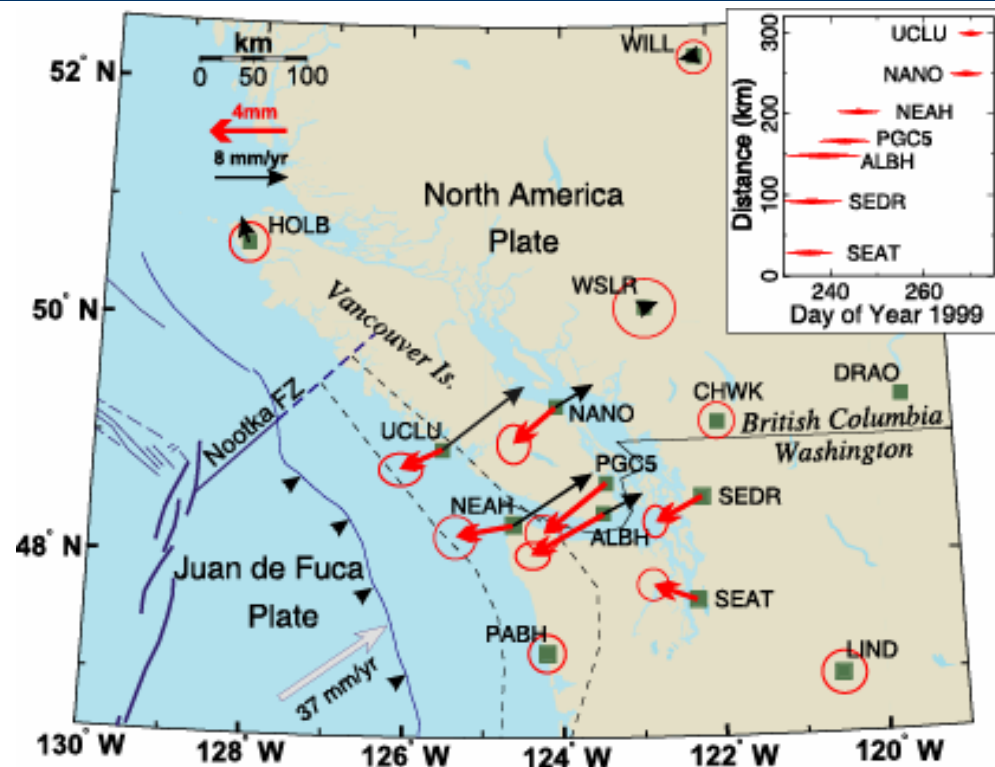 km
0 50 100
4mm
8 mm/yr
WILL
52° N
HOLB
North America
Plate
WSLR
50° N
Vancouver Is.
Nootka FZ
NANO
UCLU
CHWK
DRAO
British Columbia
Washington
PGC5
NEAH
ALBH
SEDR
48° N
Juan de Fuca
Plate
SEAT
PABH
LIND
37 mm/yr
130° W
128° W
126° W
124° W
122° W
120° W
300
200
100
0
Distance (km)
UCLU
NANO
NEAH
PGC5
ALBH
SEDR
SEAT
240 260
Day of Year 1999